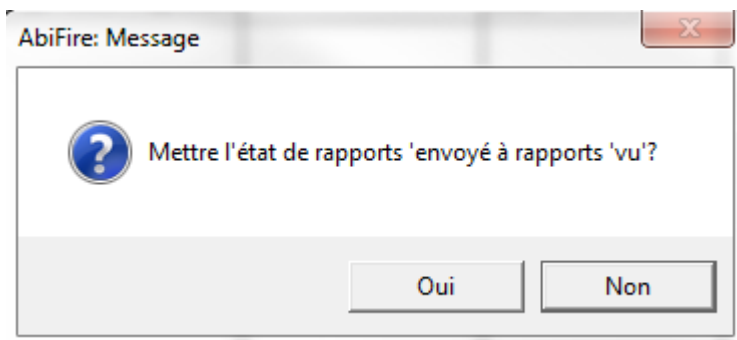 AbiFire: Message
Mettre l'état de rapports 'envoyé à rapports 'vu'?
Oui
Non